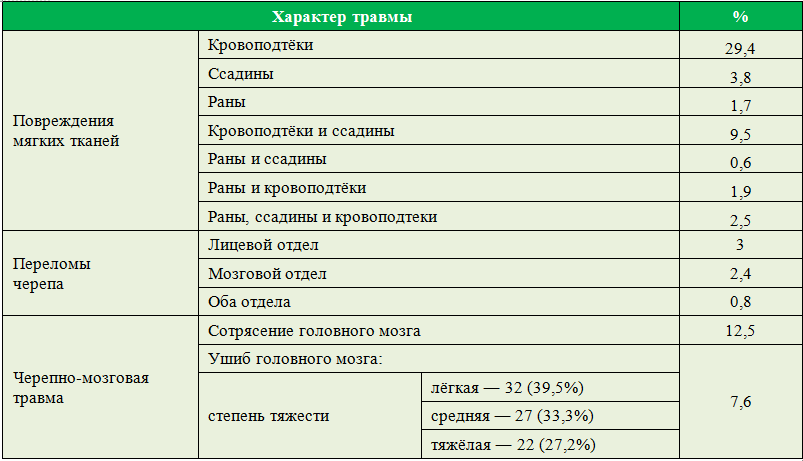 Характер травмы %
Повреждения
мягких тканей
Кровоподтёки 29,4
Ссадины 3,8
Раны 1,7
Кровоподтёки и ссадины 9,5
Раны и ссадины 0,6
Раны и кровоподтёки 1,9
Раны, ссадины и кровоподтеки 2,5
Переломы
черепа
Лицевой отдел 3
Мозговой отдел 2,4
Оба отдела 0,8
Черепно-мозговая
травма
Сотрясение головного мозга 12,5
Ушиб головного мозга: 7,6
степень тяжести
лёгкая — 32 (39,5%)
средняя — 27 (33,3%)
тяжёлая — 22 (27,2%)